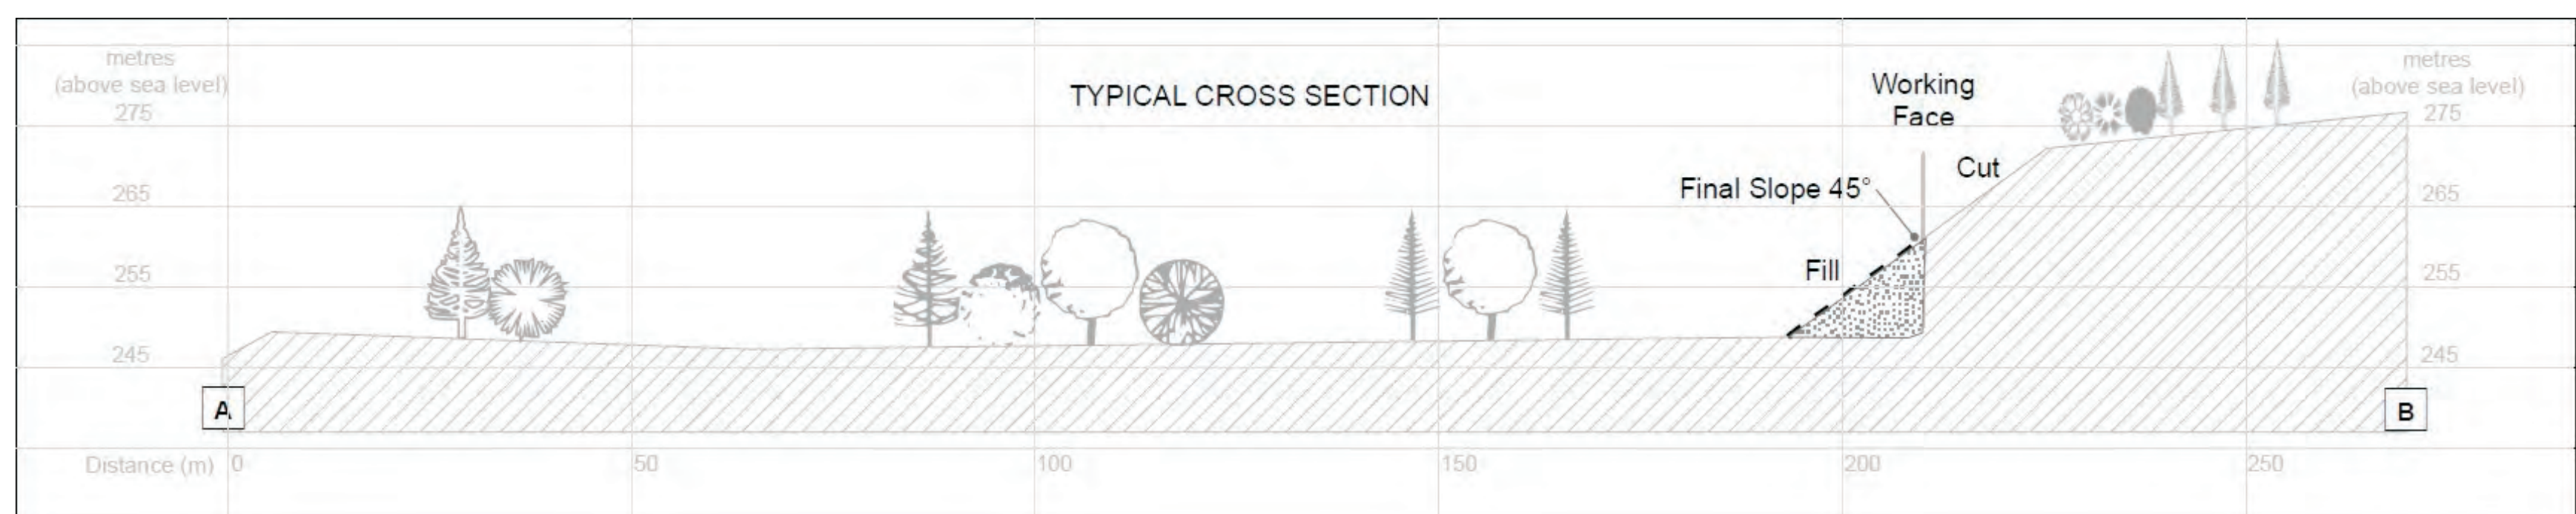 metres
(above sea level)
275
265
255
245
TYPICAL CROSS SECTION
Working
Face
Cut
Final Slope 45°
Fill
metres
(above sea level)
275
265
255
245
A
B
Distance (m) 0 50 100 150 200 250